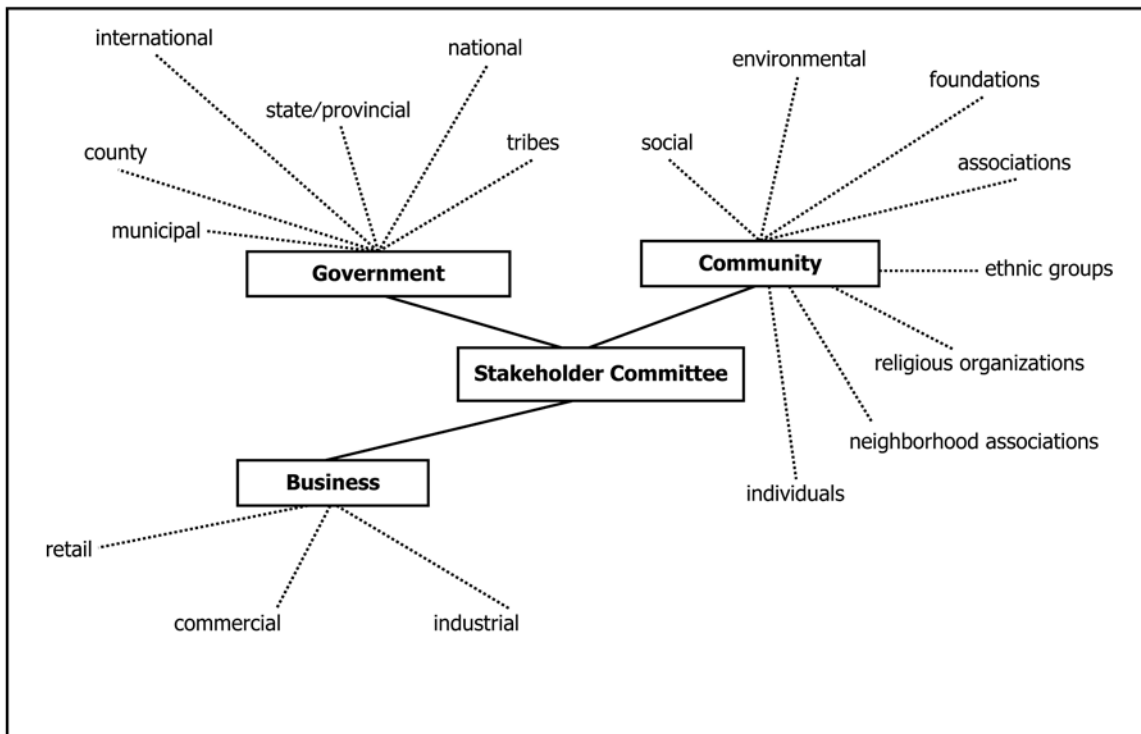 international
national
state/provincial
county
tribes
municipal
Government
environmental
foundations
social
associations
Community
ethnic groups
religious organizations
neighborhood associations
individuals
Stakeholder Committee
Business
retail
commercial
industrial